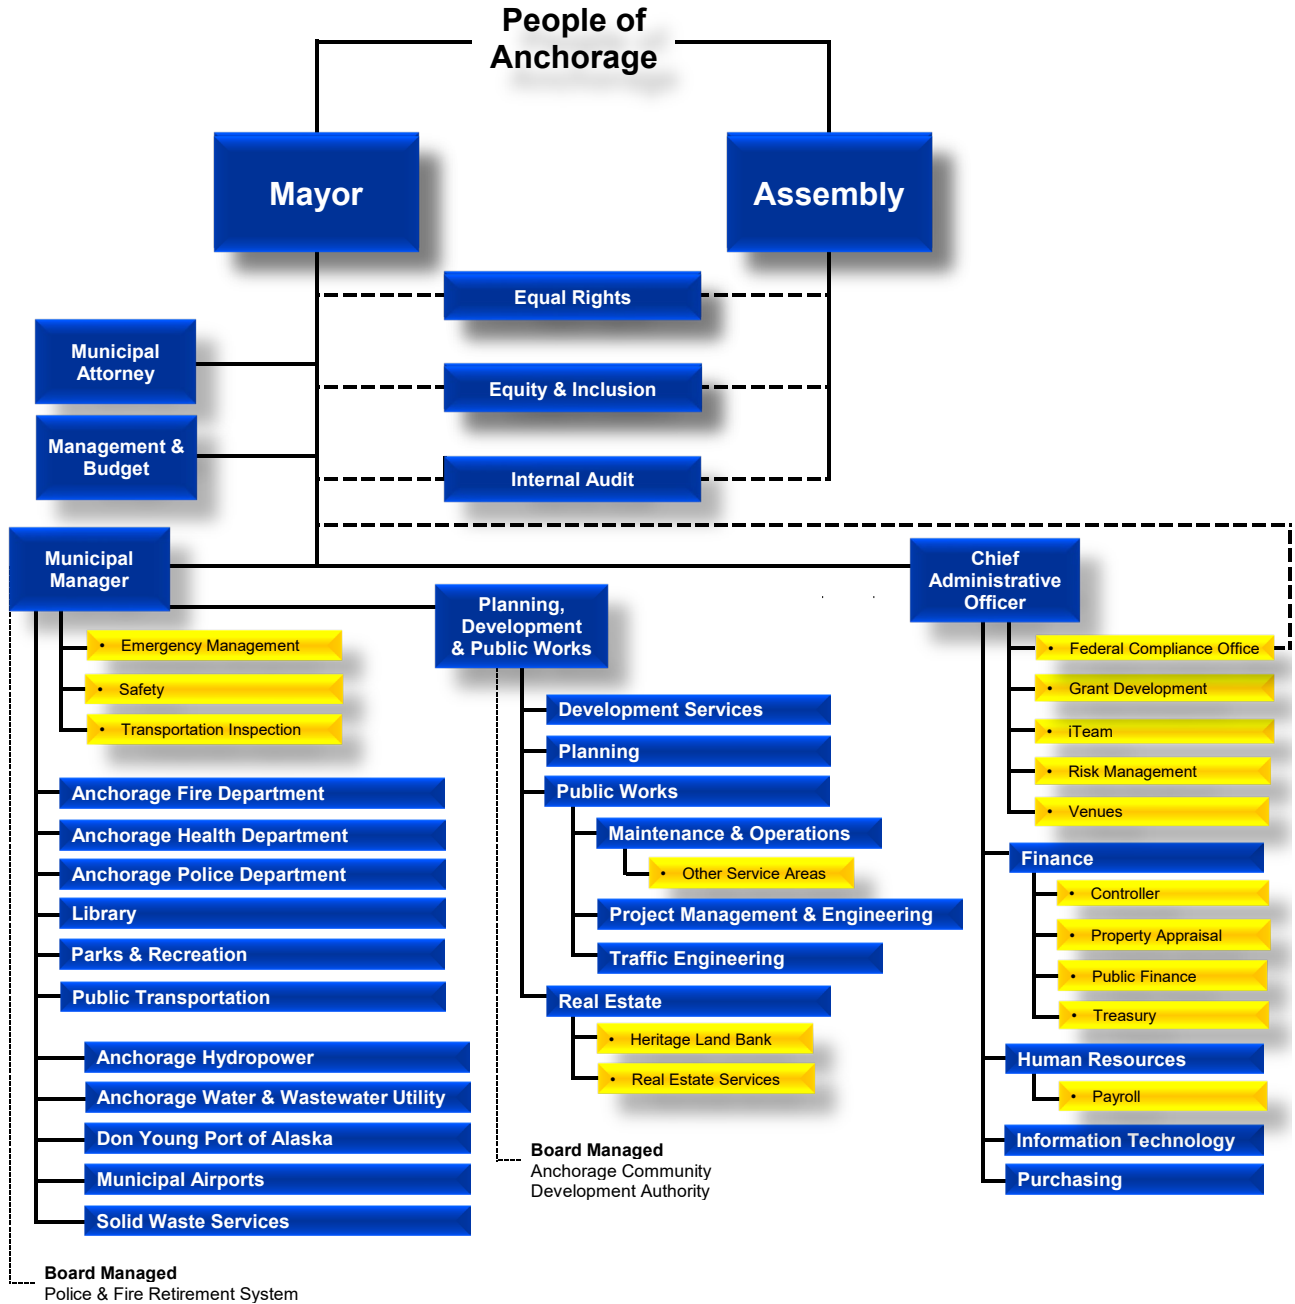 People of
Anchorage
Mayor
Assembly
Equal Rights
Municipal
Attorney
Equity & Inclusion
Management &
Budget
Internal Audit
Municipal
Manager
• Emergency Management
• Safety
• Transportation Inspection
Anchorage Fire Department
Anchorage Health Department
Anchorage Police Department
Library
Parks & Recreation
Public Transportation
Anchorage Hydropower
Anchorage Water & Wastewater Utility
Don Young Port of Alaska
Municipal Airports
Solid Waste Services
Board Managed
Police & Fire Retirement System
Planning,
Development
& Public Works
Development Services
Planning
Public Works
Maintenance & Operations
• Other Service Areas
Project Management & Engineering
Traffic Engineering
Real Estate
• Heritage Land Bank
• Real Estate Services
Board Managed
Anchorage Community
Development Authority
Chief
Administrative
Officer
• Federal Compliance Office
• Grant Development
• iTeam
• Risk Management
• Venues
Finance
• Controller
• Property Appraisal
• Public Finance
• Treasury
Human Resources
• Payroll
Information Technology
Purchasing